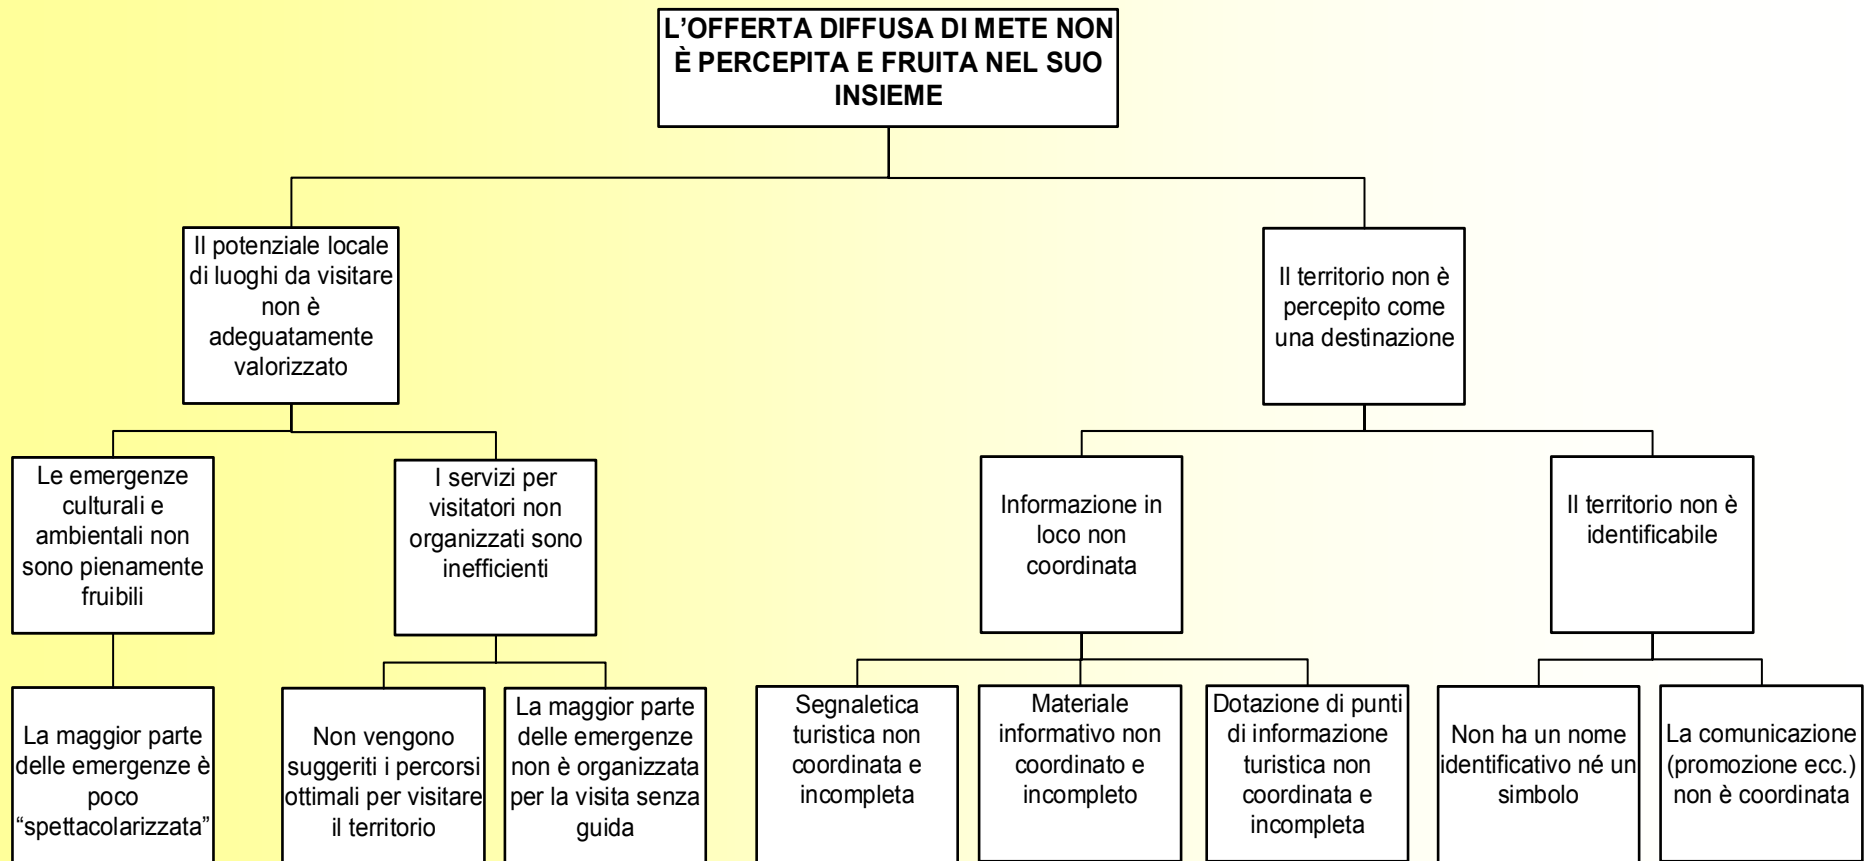 L’OFFERTA DIFFUSA DI METE NON
È PERCEPITA E FRUITA NEL SUO
INSIEME
Il potenziale locale
di luoghi da visitare
non è
adeguatamente
valorizzato
Il territorio non è
percepito come
una destinazione
Le emergenze
culturali e
ambientali non
sono pienamente
fruibili
I servizi per
visitatori non
organizzati sono
inefficienti
Informazione in
loco non
coordinata
Il territorio non è
identificabile
La maggior parte
delle emergenze è
poco
“spettacolarizzata”
Non vengono
suggeriti i percorsi
ottimali per visitare
il territorio
La maggior parte
delle emergenze
non è organizzata
per la visita senza
guida
Segnaletica
turistica non
coordinata e
incompleta
Materiale
informativo non
coordinato e
incompleto
Dotazione di punti
di informazione
turistica non
coordinata e
incompleta
Non ha un nome
identificativo né un
simbolo
La comunicazione
(promozione ecc.)
non è coordinata